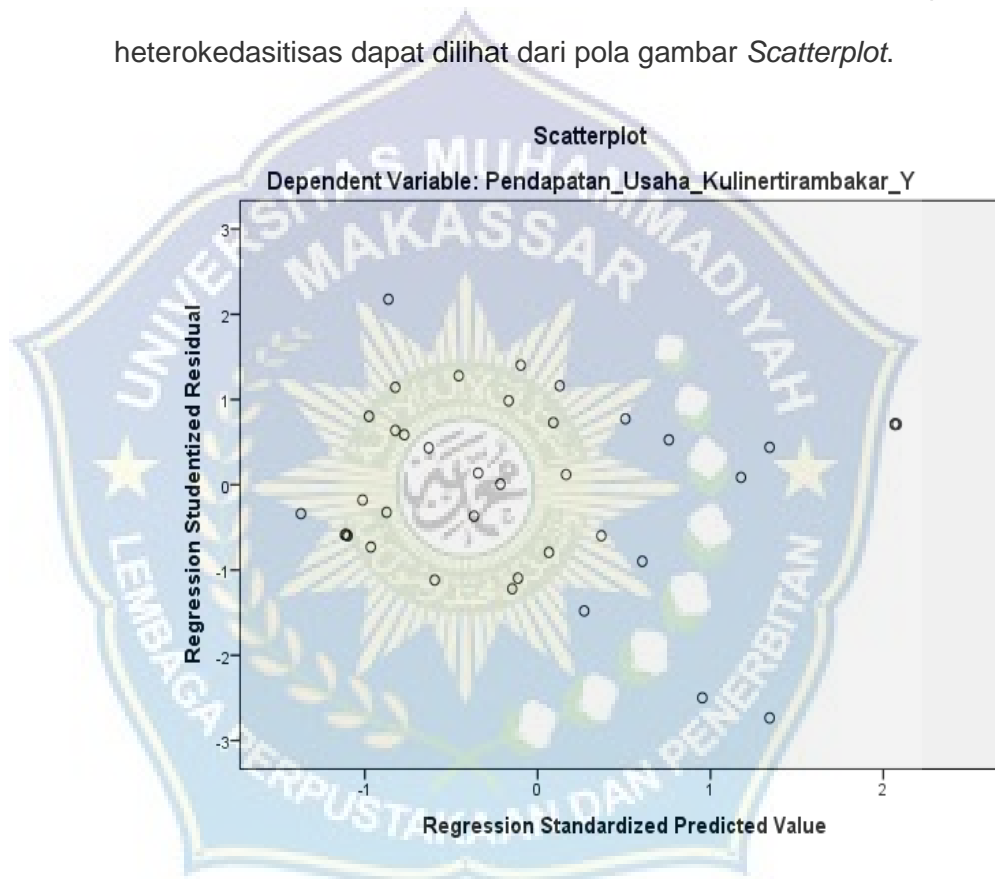 heterokedasitisas dapat dilihat dari pola gambar Scatterplot.
Scatterplot
Dependent Variable: Pendapatan_Usaha_Kulinertirambakar_Y
UNIVERSITAS MUHAMMADIYAH
MAKASSAR
Regression Studentized Residual
3
2
1
0
-1
-2
-3
-1
0
1
2
Regression Standardized Predicted Value
LEMBAGA PERPUSTAKAAN DAN PENERBITAN